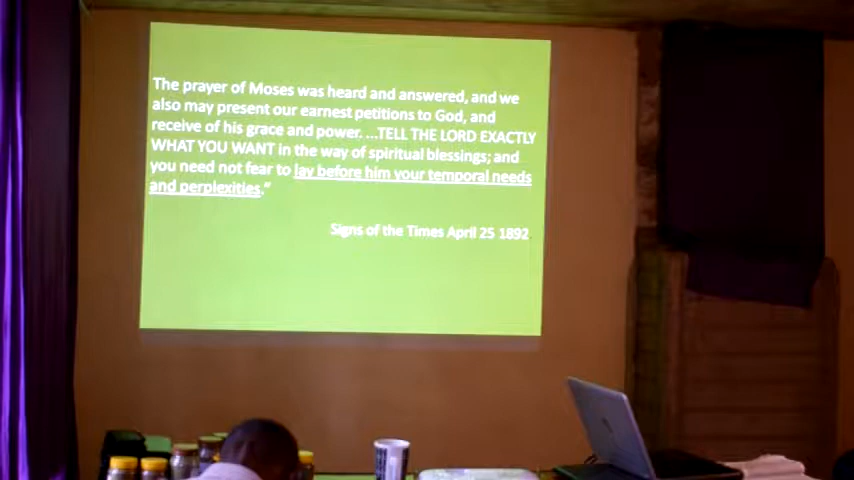 The prayer of Moses was heard and answered, and we
also may present our earnest petitions to God, and
receive of his grace and power. ...TELL THE LORD EXACTLY
WHAT YOU WANT in the way of spiritual blessings; and
you need not fear to lay before him your temporal needs
and perplexities."
Signs of the Times April 25 1892